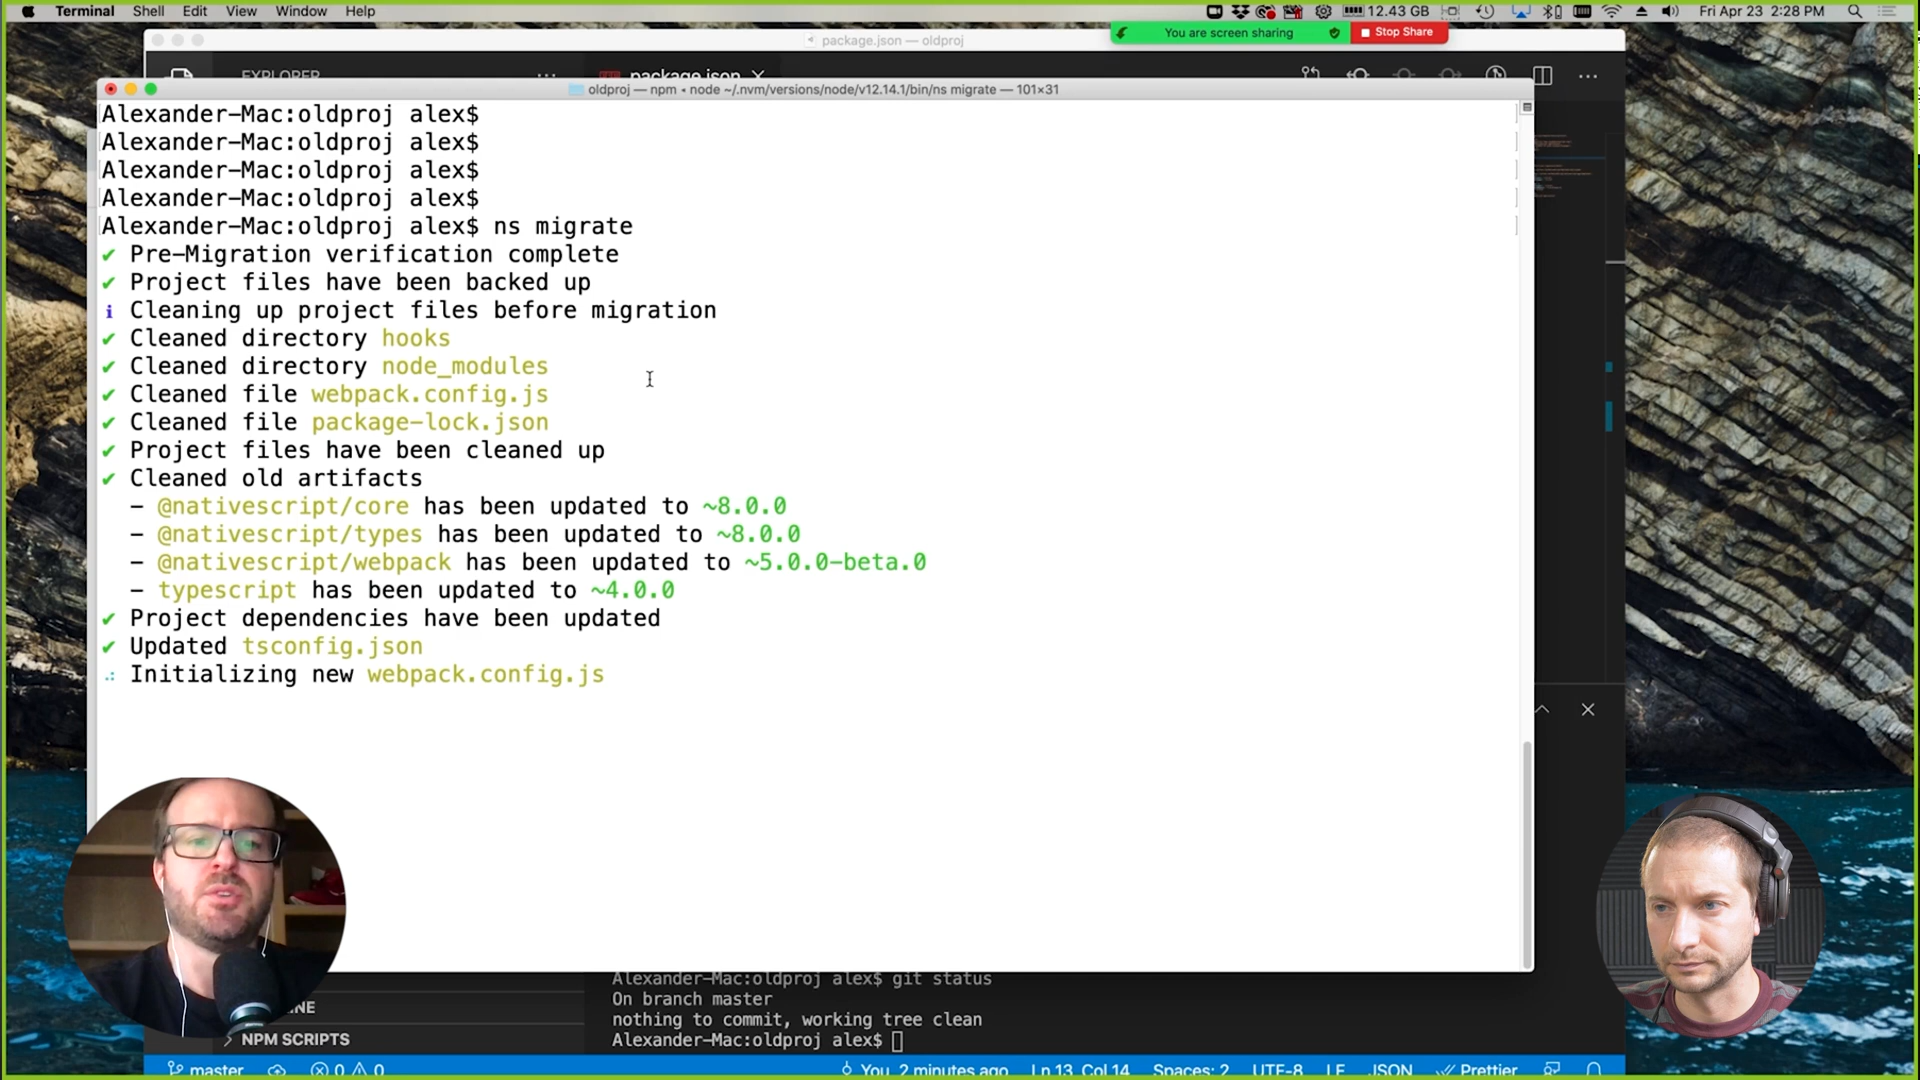 Terminal Shell Edit View Window Help 12.43 GB Fri Apr 23 2:28 PM
package.json — oldproj
You are screen sharing Stop Share
EXPLORER ... package.json ...
oldproj — npm • node ~/.nvm/versions/node/v12.14.1/bin/ns migrate — 101×31
Alexander-Mac:oldproj alex$
Alexander-Mac:oldproj alex$
Alexander-Mac:oldproj alex$
Alexander-Mac:oldproj alex$
Alexander-Mac:oldproj alex$ ns migrate
✔ Pre-Migration verification complete
✔ Project files have been backed up
i Cleaning up project files before migration
✔ Cleaned directory hooks
✔ Cleaned directory node_modules
✔ Cleaned file webpack.config.js
✔ Cleaned file package-lock.json
✔ Project files have been cleaned up
✔ Cleaned old artifacts
– @nativescript/core has been updated to ~8.0.0
– @nativescript/types has been updated to ~8.0.0
– @nativescript/webpack has been updated to ~5.0.0-beta.0
– typescript has been updated to ~4.0.0
✔ Project dependencies have been updated
✔ Updated tsconfig.json
Initializing new webpack.config.js
Alexander-Mac:oldproj alex$ git status
On branch master
nothing to commit, working tree clean
Alexander-Mac:oldproj alex$
NPM SCRIPTS
master 0 0 You, 2 minutes ago Ln 13, Col 14 Spaces: 2 UTF-8 LF JSON Prettier